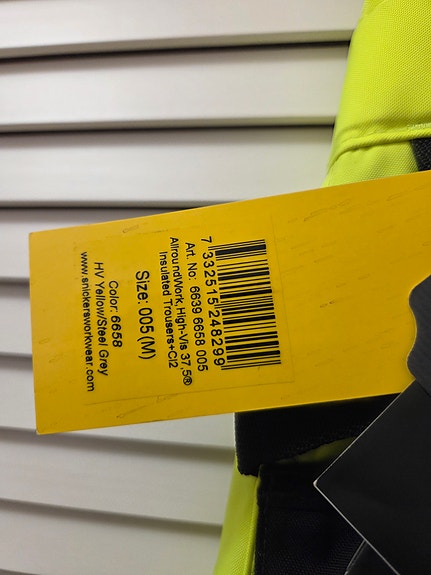 7 332515 248299
Art. No: 6639 6658 005
AllroundWork, High-Vis 37,5®
Insulated Trousers+Cl2
Size: 005 (M)
Color: 6658
HV Yellow/Steel Grey
www.snickersworkwear.com